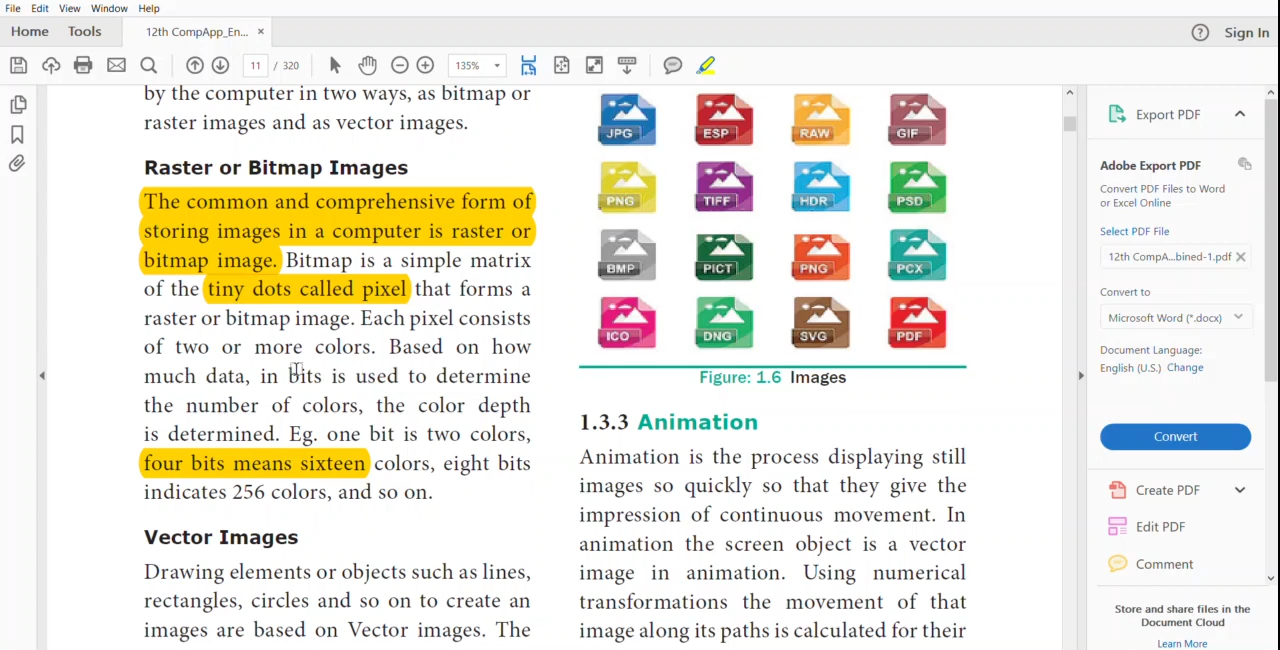 File Edit View Window Help
Home Tools 12th CompApp_En... ×
Sign In
11 / 320 135%
by the computer in two ways, as bitmap or
raster images and as vector images.
Raster or Bitmap Images
The common and comprehensive form of
storing images in a computer is raster or
bitmap image. Bitmap is a simple matrix
of the tiny dots called pixel that forms a
raster or bitmap image. Each pixel consists
of two or more colors. Based on how
much data, in bits is used to determine
the number of colors, the color depth
is determined. Eg. one bit is two colors,
four bits means sixteen colors, eight bits
indicates 256 colors, and so on.
Vector Images
Drawing elements or objects such as lines,
rectangles, circles and so on to create an
images are based on Vector images. The
JPG ESP RAW GIF
PNG TIFF HDR PSD
BMP PICT PNG PCX
ICO DNG SVG PDF
Figure: 1.6 Images
1.3.3 Animation
Animation is the process displaying still
images so quickly so that they give the
impression of continuous movement. In
animation the screen object is a vector
image in animation. Using numerical
transformations the movement of that
image along its paths is calculated for their
Export PDF
Adobe Export PDF
Convert PDF Files to Word
or Excel Online
Select PDF File
12th CompA...bined-1.pdf
Convert to
Microsoft Word (*.docx)
Document Language:
English (U.S.) Change
Convert
Create PDF
Edit PDF
Comment
Store and share files in the
Document Cloud
Learn More